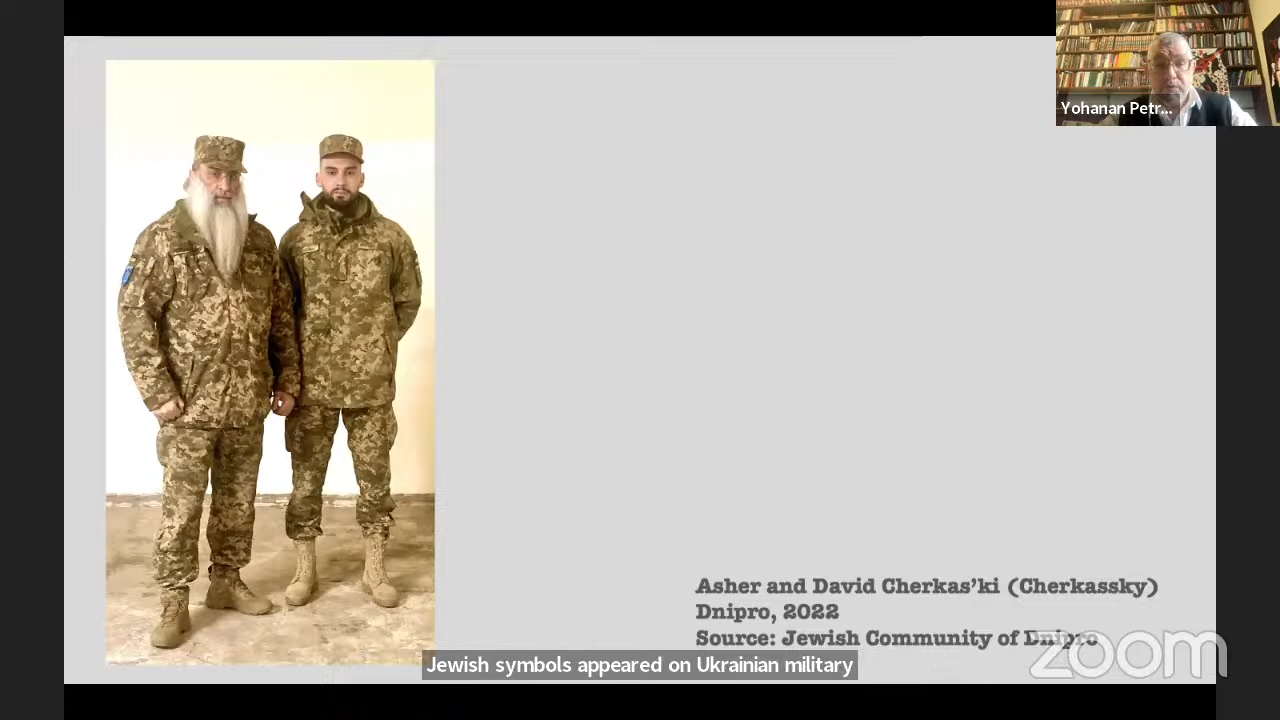 Yohanan Petr...
Asher and David Cherkas'ki (Cherkassky)
Dnipro, 2022
Source: Jewish Community of Dnipro
Jewish symbols appeared on Ukrainian military
zoom